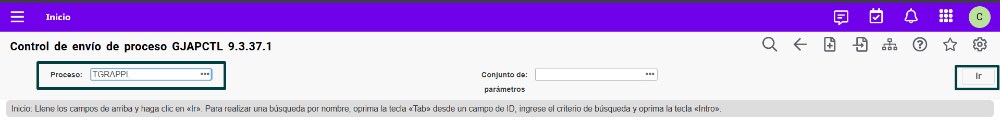 Inicio
C
Control de envío de proceso GJAPCTL 9.3.37.1
Proceso: TGRAPPL
Conjunto de: parámetros
Ir
Inicio: Llene los campos de arriba y haga clic en «Ir». Para realizar una búsqueda por nombre, oprima la tecla «Tab» desde un campo de ID, ingrese el criterio de búsqueda y oprima la tecla «Intro».